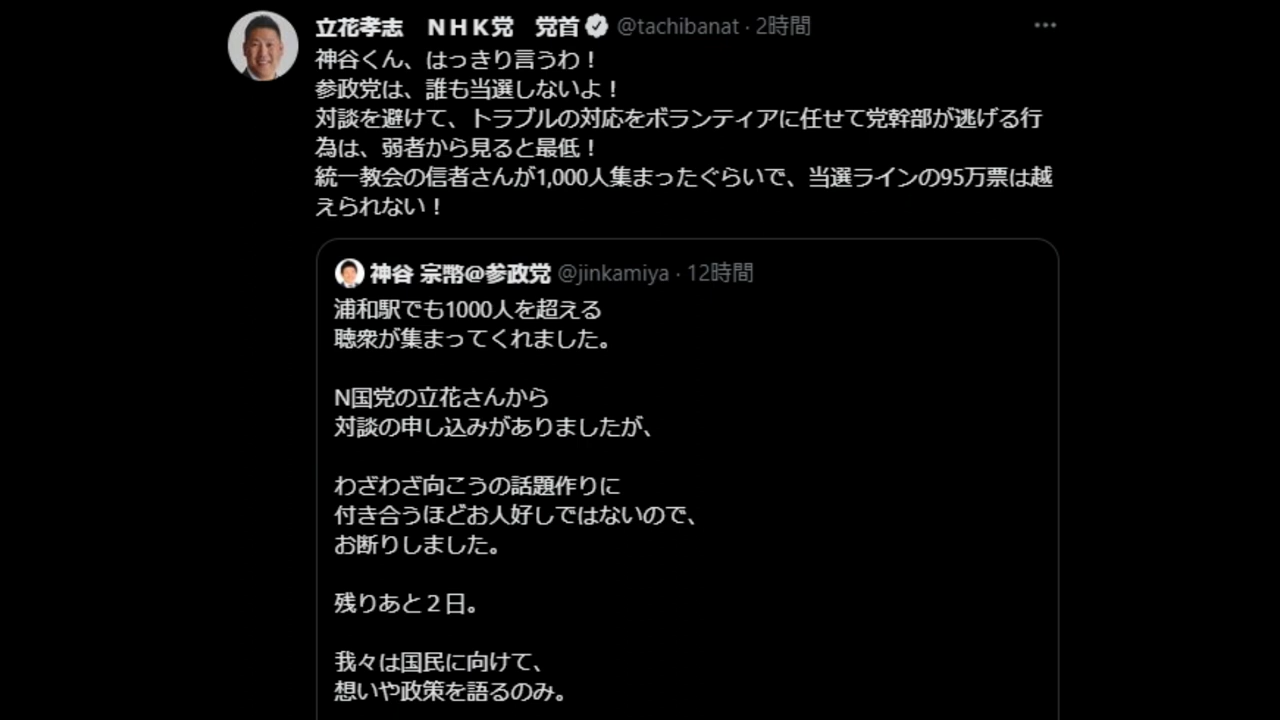 立花孝志　ＮＨＫ党　党首 @tachibanat · 2時間
神谷くん、はっきり言うわ！
参政党は、誰も当選しないよ！
対談を避けて、トラブルの対応をボランティアに任せて党幹部が逃げる行
為は、弱者から見ると最低！
統一教会の信者さんが1,000人集まったぐらいで、当選ラインの95万票は越
えられない！
神谷 宗幣@参政党 @jinkamiya · 12時間
浦和駅でも1000人を超える
聴衆が集まってくれました。
N国党の立花さんから
対談の申し込みがありましたが、
わざわざ向こうの話題作りに
付き合うほどお人好しではないので、
お断りしました。
残りあと２日。
我々は国民に向けて、
想いや政策を語るのみ。